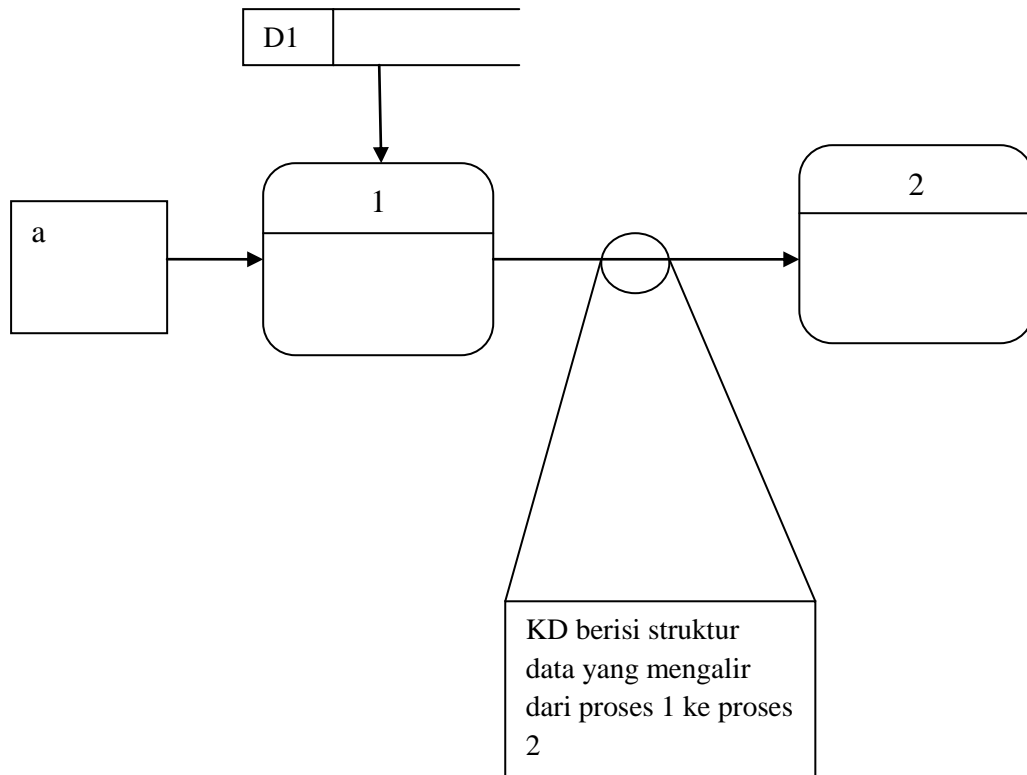 D1
1
2
a
KD berisi struktur
data yang mengalir
dari proses 1 ke proses
2